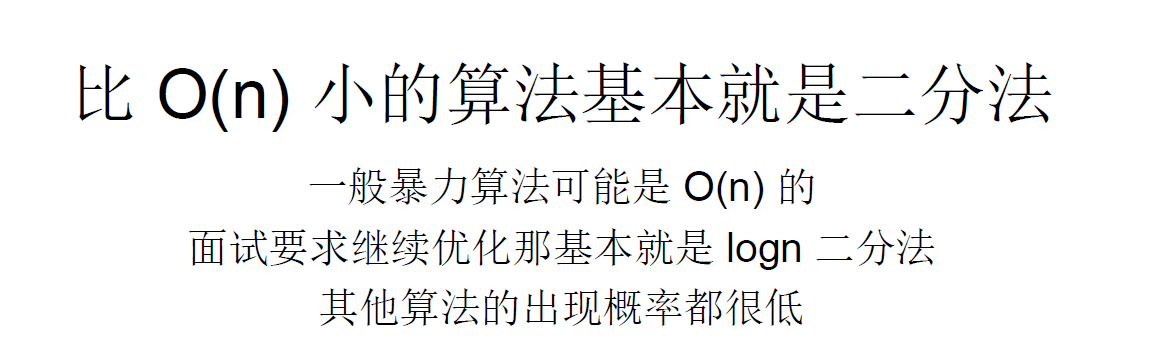 比 O(n) 小的算法基本就是二分法
一般暴力算法可能是 O(n) 的
面试要求继续优化那基本就是 logn 二分法
其他算法的出现概率都很低